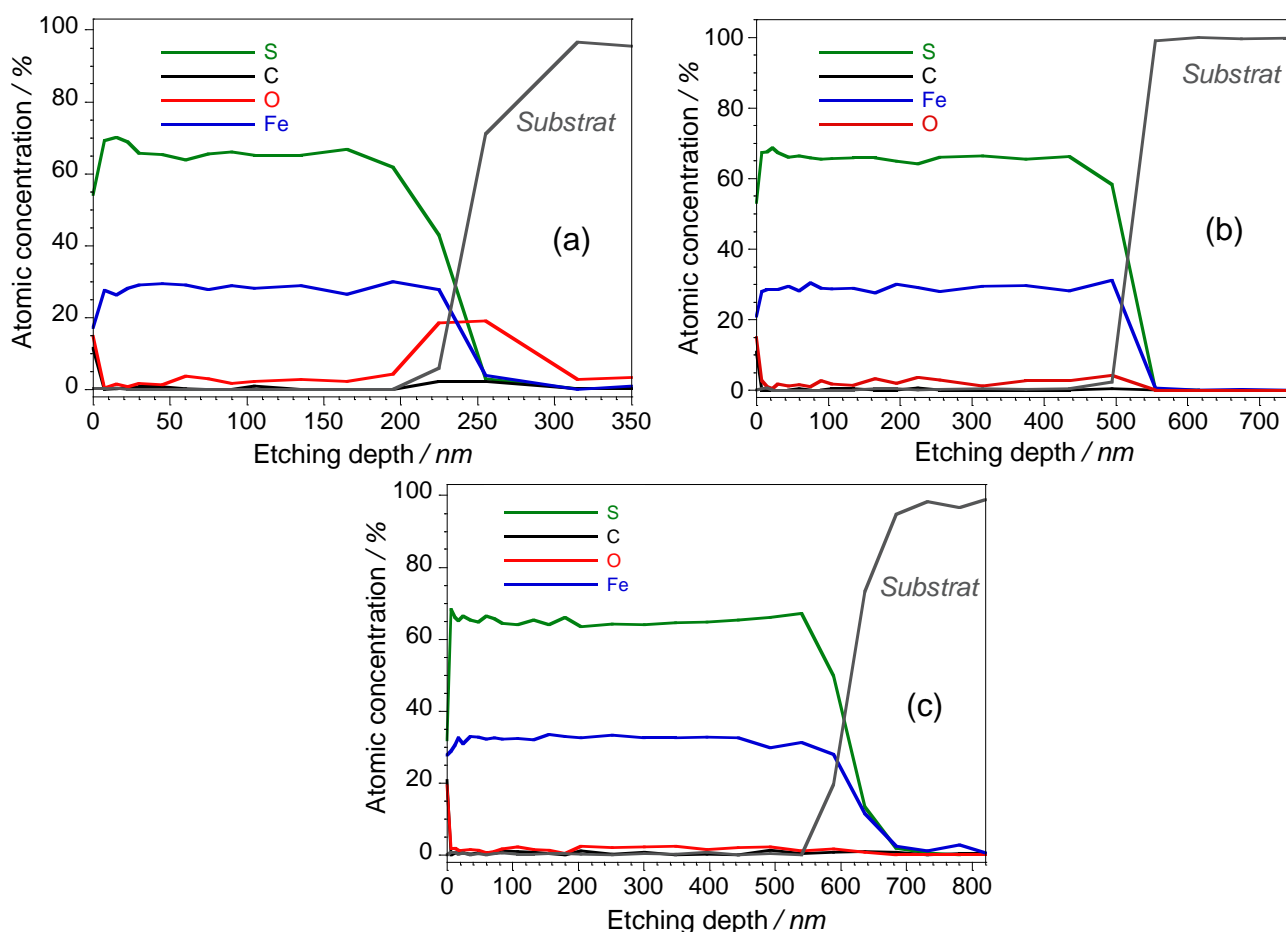 Atomic concentration / %
100
80
60
40
20
0
S
C
O
Fe
Substrat
(a)
0 50 100 150 200 250 300 350
Etching depth / nm
Atomic concentration / %
100
80
60
40
20
0
S
C
Fe
O
Substrat
(b)
0 100 200 300 400 500 600 700
Etching depth / nm
Atomic concentration / %
100
80
60
40
20
0
S
C
O
Fe
Substrat
(c)
0 100 200 300 400 500 600 700 800
Etching depth / nm